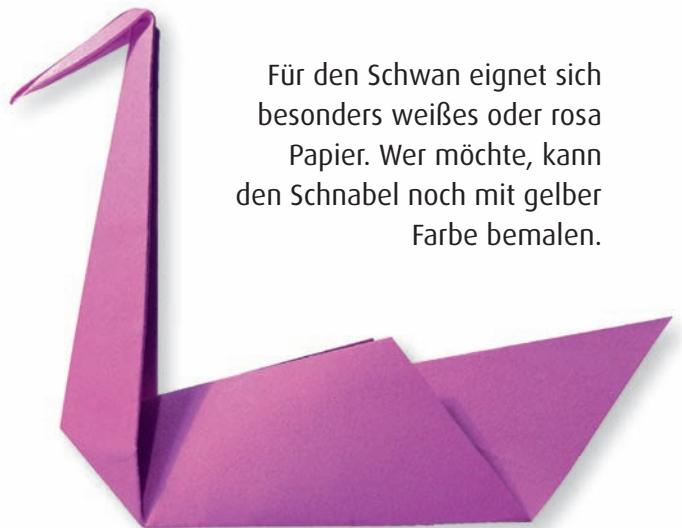 Für den Schwan eignet sich
besonders weißes oder rosa
Papier. Wer möchte, kann
den Schnabel noch mit gelber
Farbe bemalen.